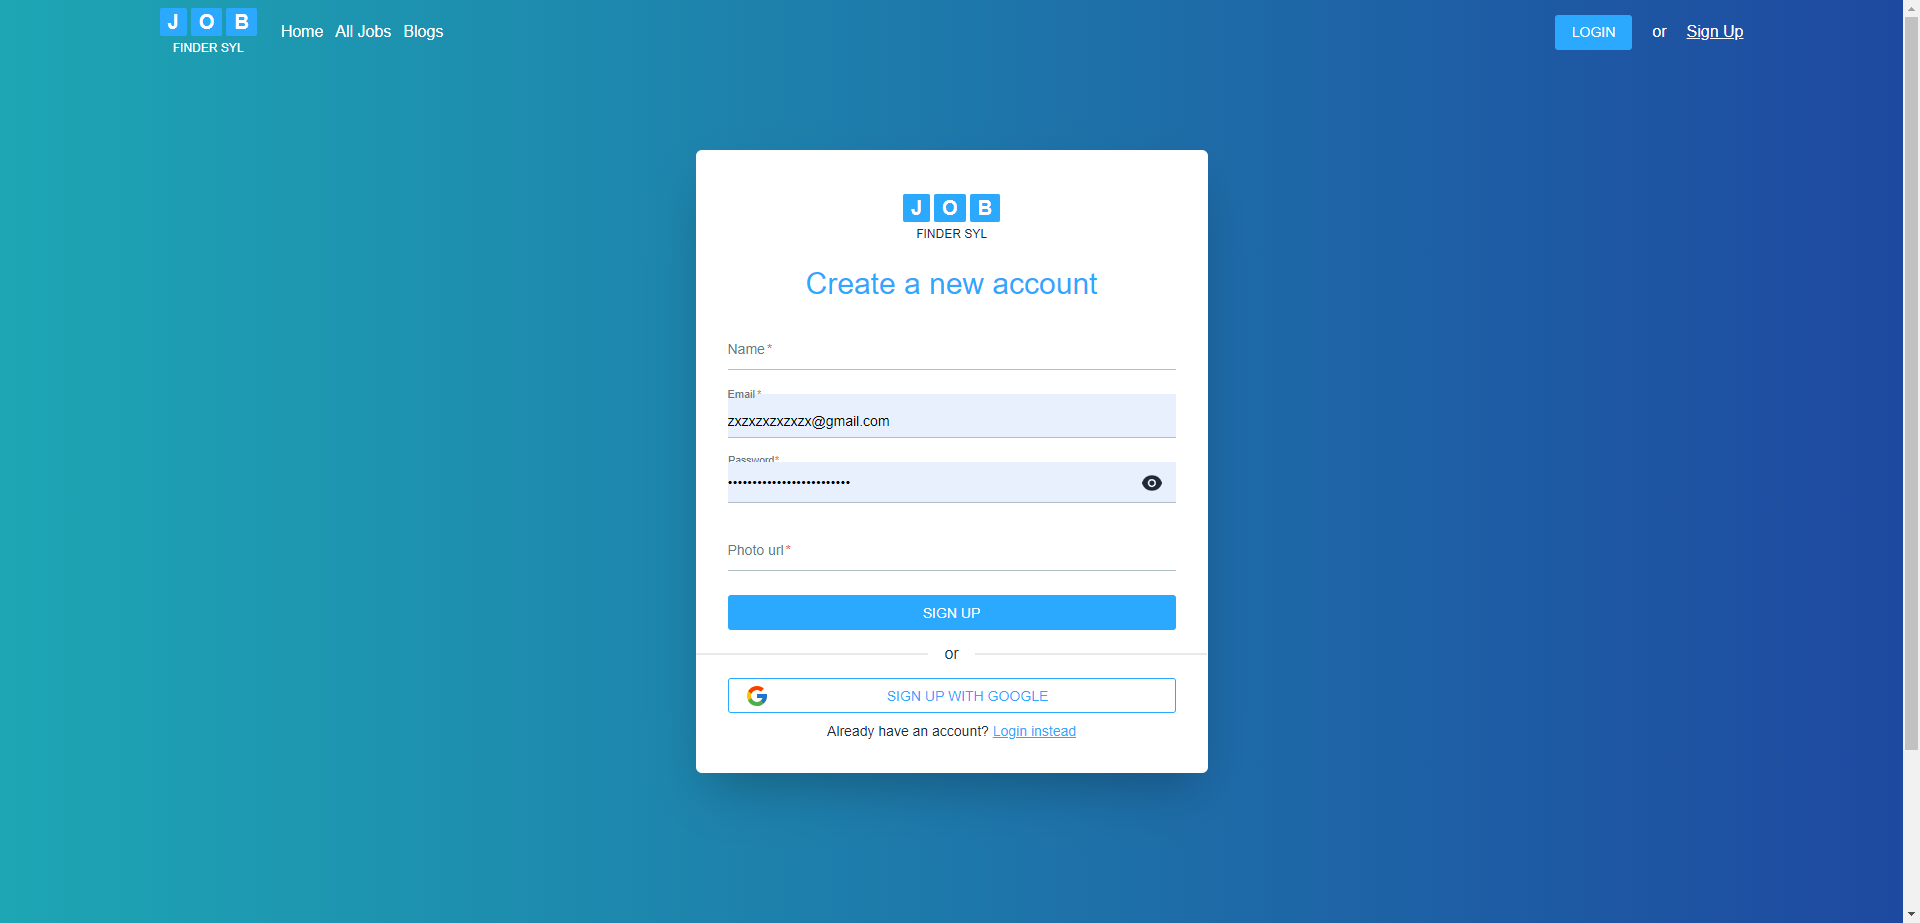 J O B
FINDER SYL
Home All Jobs Blogs
LOGIN or Sign Up
J O B
FINDER SYL
Create a new account
Name*
Email*
zxzxzxzxzxzx@gmail.com
Password*
•••••••••••••••••••••••••
Photo url*
SIGN UP
or
SIGN UP WITH GOOGLE
Already have an account? Login instead